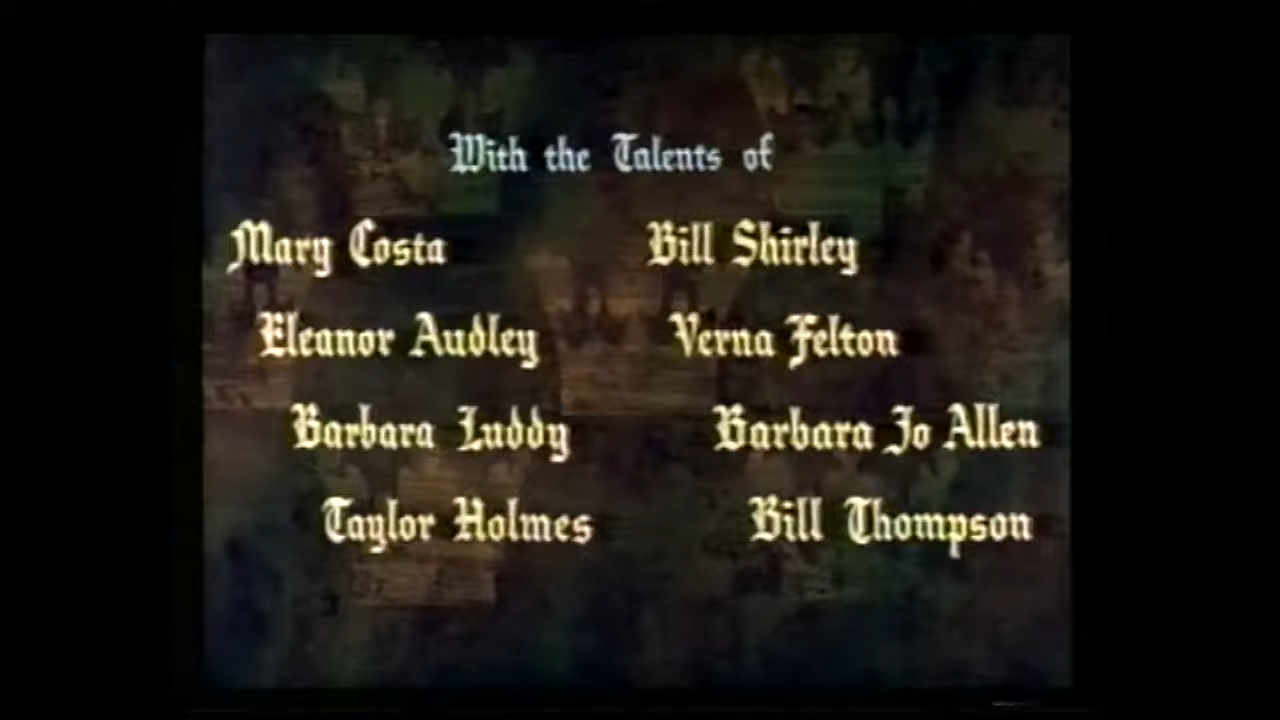 With the Talents of
Mary Costa Bill Shirley
Eleanor Audley Verna Felton
Barbara Luddy Barbara Jo Allen
Taylor Holmes Bill Thompson